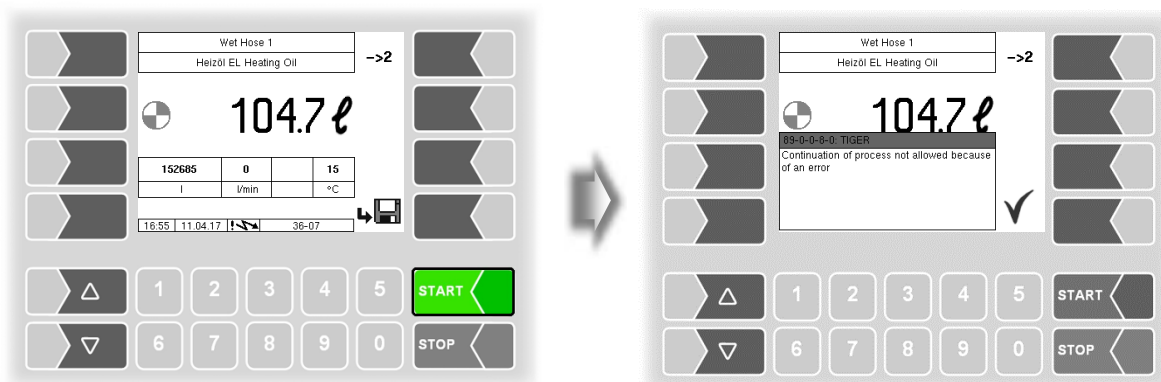 Wet Hose 1
Heizöl EL Heating Oil
->2
104.7 ℓ
152685 0 15
l l/min °C
16:55 11.04.17 ! 36-07
1 2 3 4 5 START
6 7 8 9 0 STOP
Wet Hose 1
Heizöl EL Heating Oil
->2
104.7 ℓ
89-0-0-8-0: TIGER
Continuation of process not allowed because
of an error
1 2 3 4 5 START
6 7 8 9 0 STOP